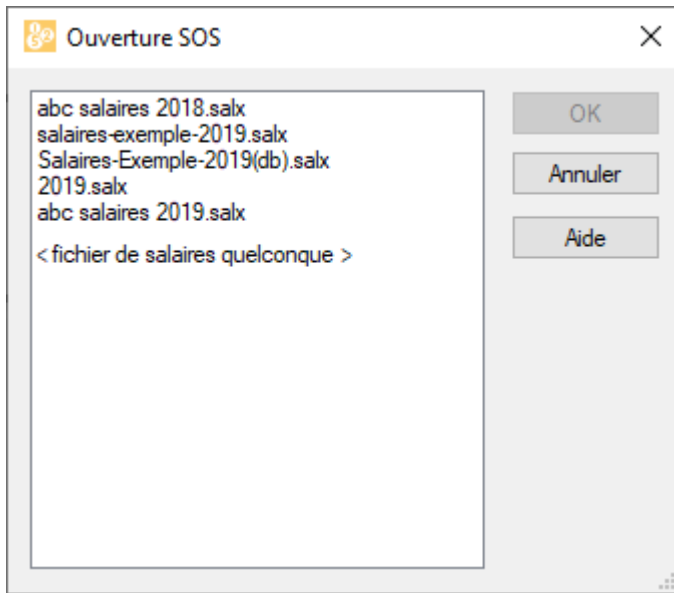 Ouverture SOS
abc salaires 2018.salx
salaires-exemple-2019.salx
Salaires-Exemple-2019(db).salx
2019.salx
abc salaires 2019.salx
< fichier de salaires quelconque >
OK
Annuler
Aide